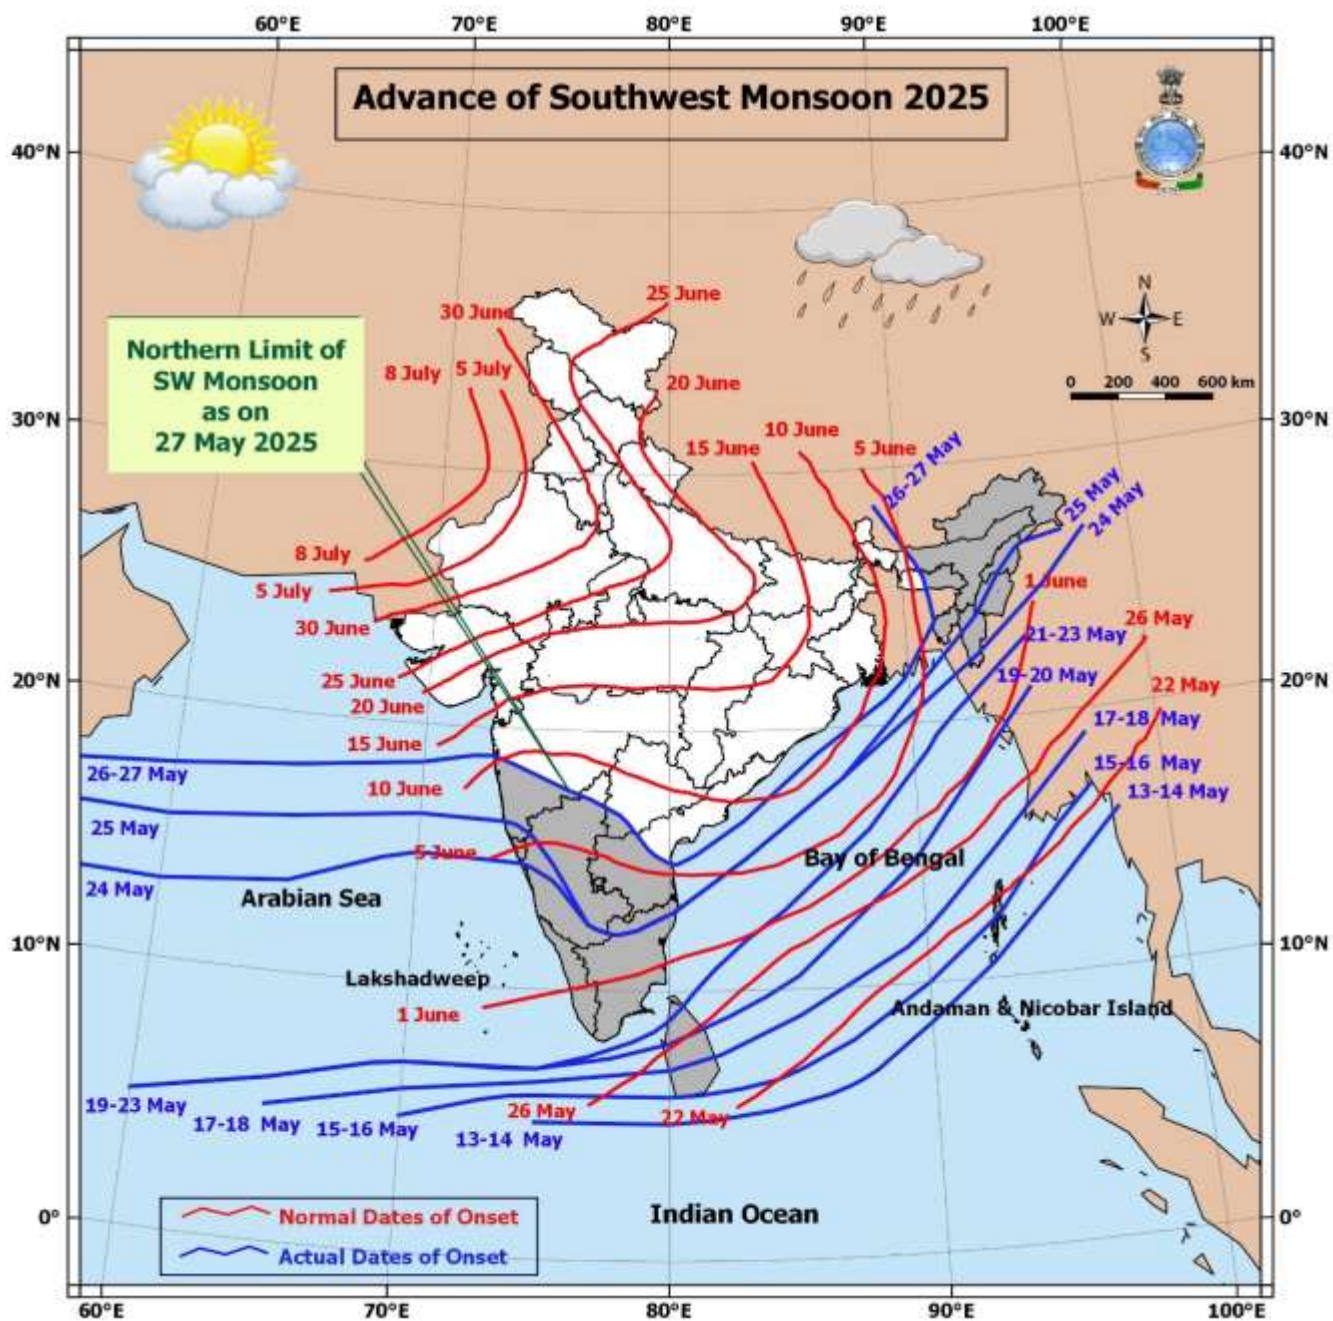 60°E 70°E 80°E 90°E 100°E
Advance of Southwest Monsoon 2025
40°N 40°N
N
W E
S
25 June
30 June
Northern Limit of
SW Monsoon
as on
27 May 2025
8 July 5 July
20 June
0 200 400 600 km
30°N 30°N
10 June
15 June 5 June
26-27 May
25 May
24 May
8 July
5 July
1 June
30 June
26 May
21-23 May
19-20 May
25 June
20°N 20°N
22 May
20 June
17-18 May
15 June
26-27 May
15-16 May
10 June
13-14 May
25 May
5 June
Bay of Bengal
24 May
Arabian Sea
10°N 10°N
Lakshadweep
1 June
Andaman & Nicobar Island
19-23 May
17-18 May
15-16 May
13-14 May
26 May
22 May
0° 0°
Normal Dates of Onset
Actual Dates of Onset
Indian Ocean
60°E 70°E 80°E 90°E 100°E